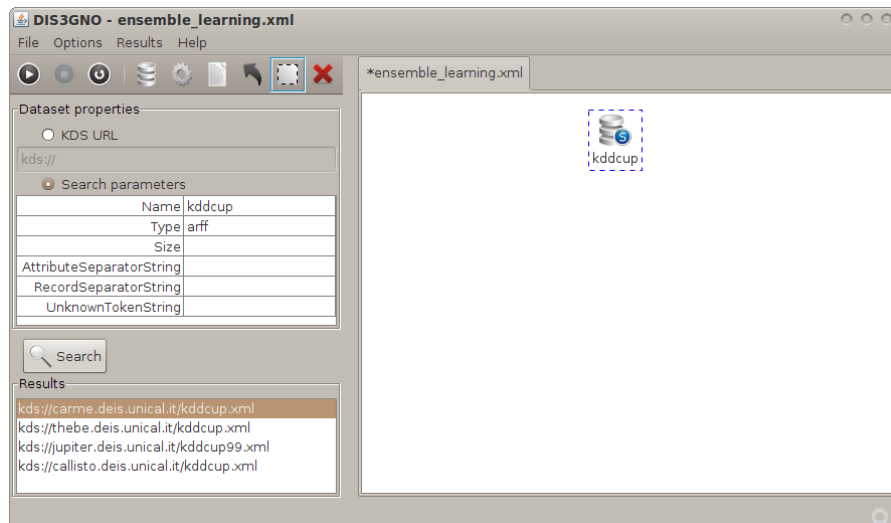 DIS3GNO - ensemble_learning.xml
File Options Results Help
*ensemble_learning.xml
Dataset properties
KDS URL
kds://
Search parameters
Name kddcup
Type arff
Size
AttributeSeparatorString
RecordSeparatorString
UnknownTokenString
Search
Results
kds://carme.deis.unical.it/kddcup.xml
kds://thebe.deis.unical.it/kddcup.xml
kds://jupiter.deis.unical.it/kddcup99.xml
kds://callisto.deis.unical.it/kddcup.xml
S
kddcup